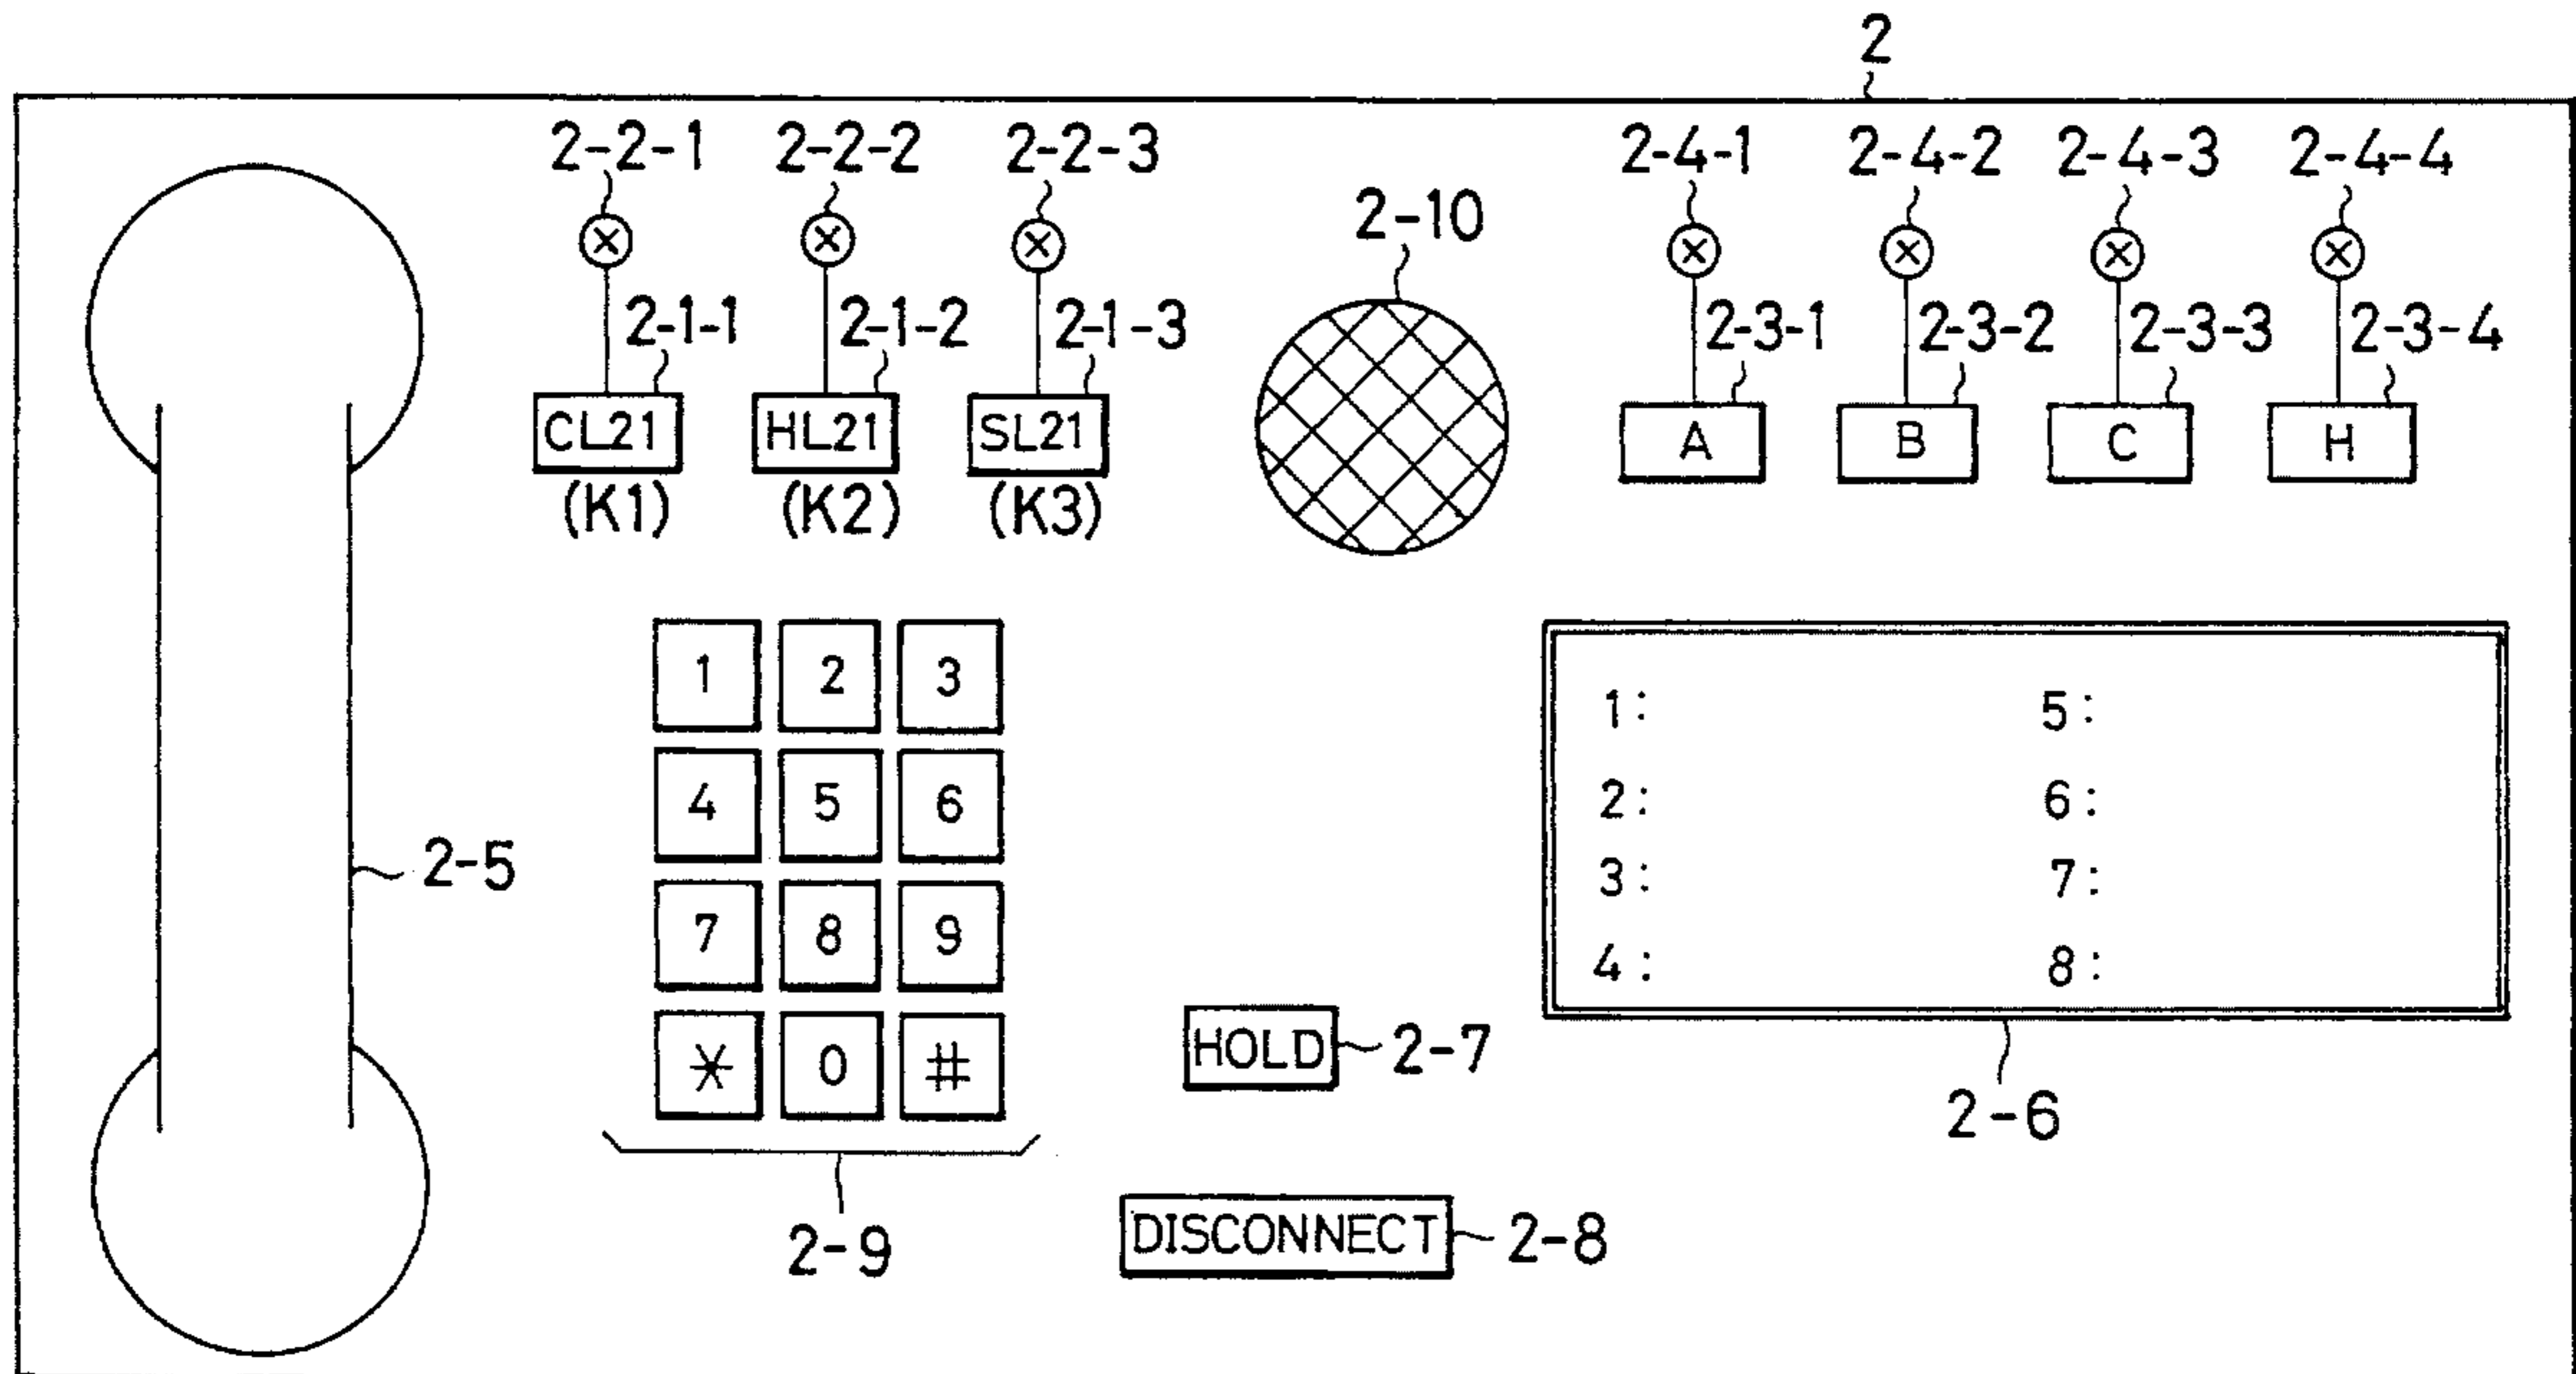 2
2-2-1 2-2-2 2-2-3 2-4-1 2-4-2 2-4-3 2-4-4
2-10
2-1-1 2-1-2 2-1-3 2-3-1 2-3-2 2-3-3 2-3-4
CL21 HL21 SL21 A B C H
(K1) (K2) (K3)
1 2 3
4 5 6
7 8 9
* 0 #
2-9
2-5
1: 5:
2: 6:
3: 7:
4: 8:
2-6
HOLD 2-7
DISCONNECT 2-8